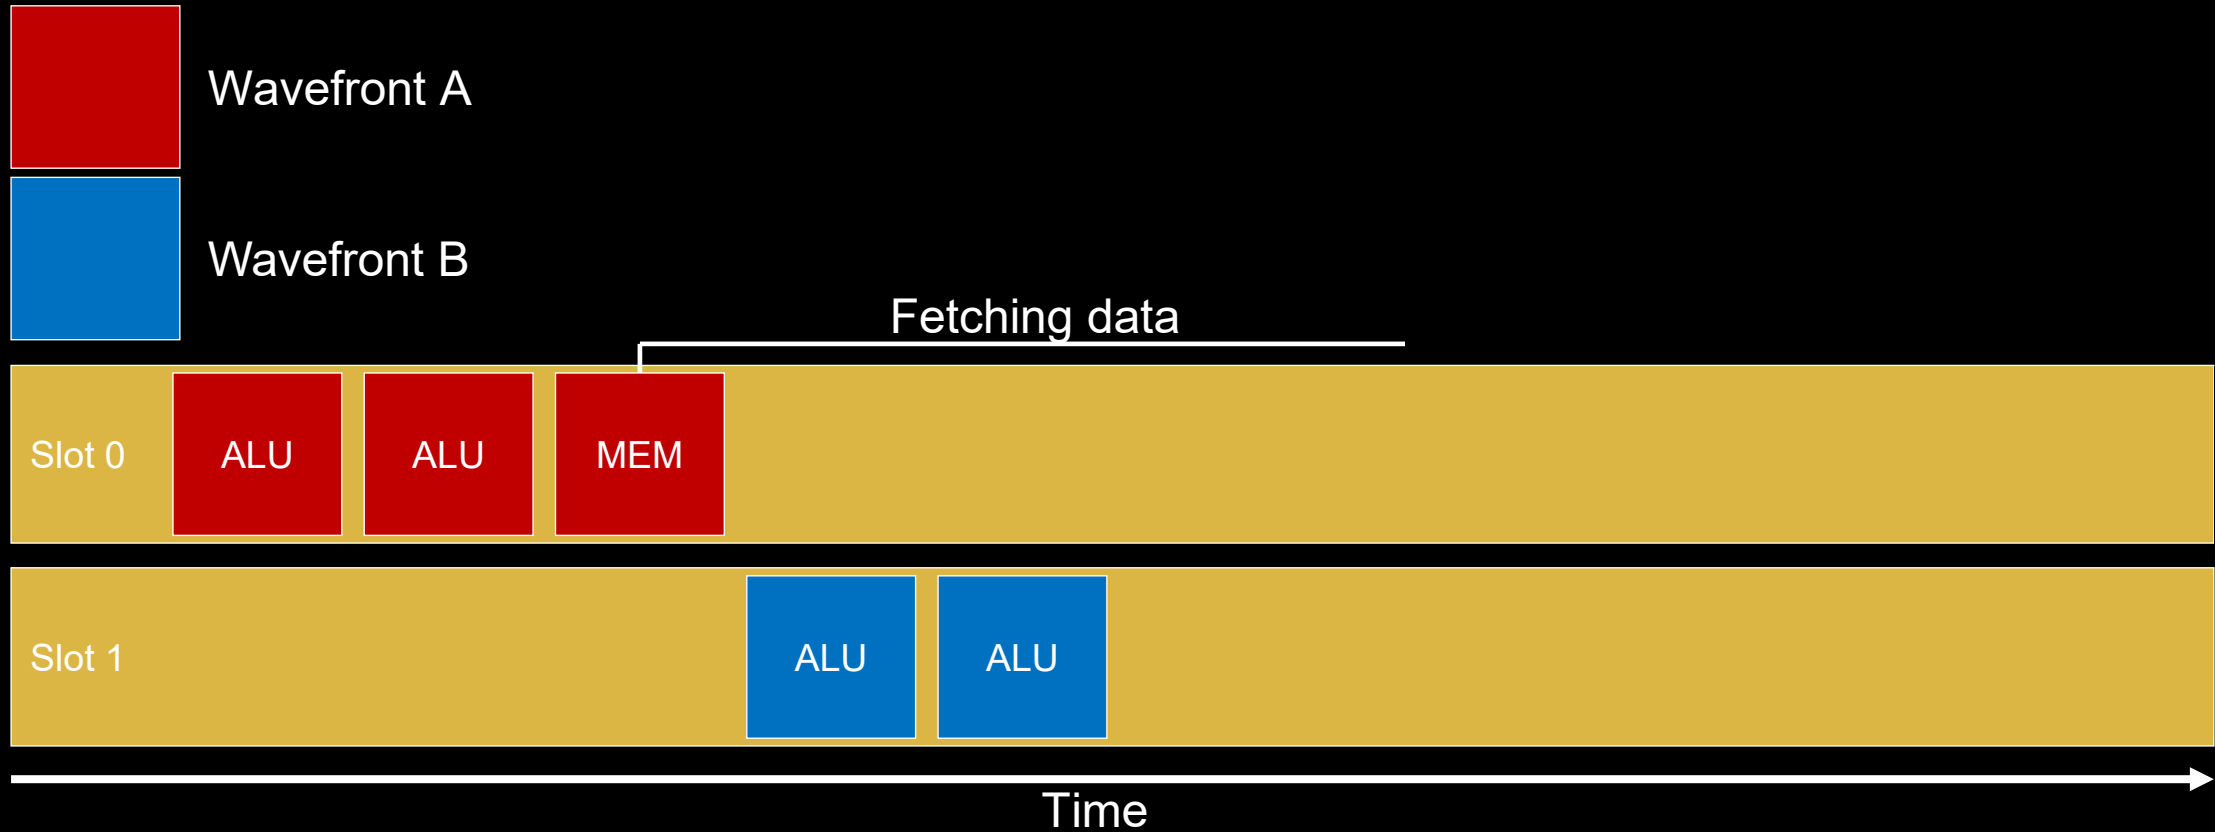 Wavefront A
Wavefront B
Fetching data
Slot 0 ALU ALU MEM
Slot 1 ALU ALU
Time